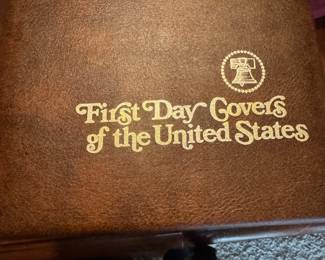 First Day Covers
of the United States